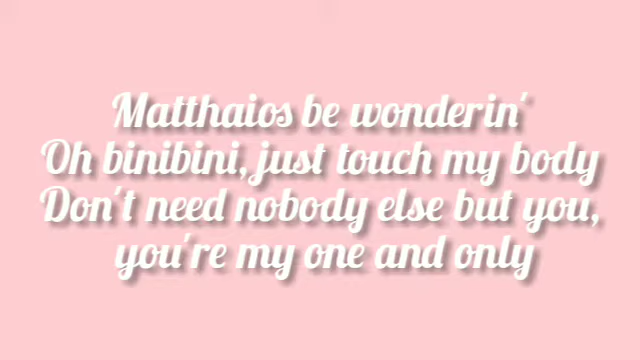 Matthaios be wonderin'
Oh binibini, just touch my body
Don't need nobody else but you,
you're my one and only